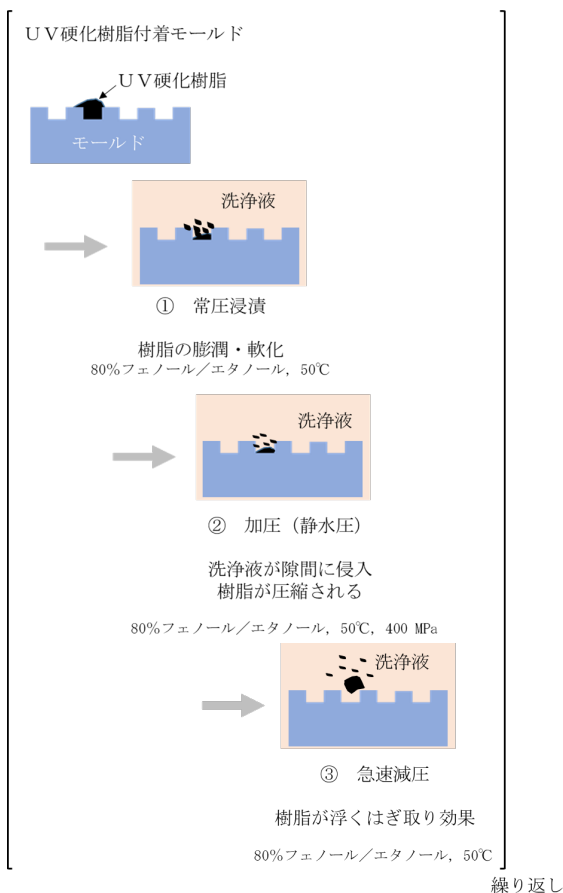 ＵＶ硬化樹脂付着モールド
ＵＶ硬化樹脂
モールド
洗浄液
①　常圧浸漬
樹脂の膨潤・軟化
80%フェノール／エタノール, 50℃
洗浄液
②　加圧（静水圧）
洗浄液が隙間に侵入
樹脂が圧縮される
80%フェノール／エタノール, 50℃, 400 MPa
洗浄液
③　急速減圧
樹脂が浮くはぎ取り効果
80%フェノール／エタノール, 50℃
繰り返し